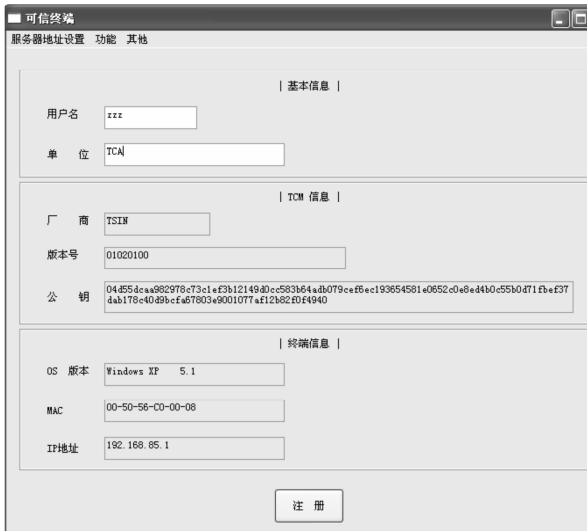 可信终端
服务器地址设置 功能 其他
| 基本信息 |
用户名 zzz
单 位 TCA
| TCM 信息 |
厂 商 TSIN
版本号 01020100
公 钥 04d55dcaa982978c73c1ef3b12149d0cc583b64adb079cef6ec193654581e0652c0e8ed4b0c55b0d71fbef37
dab178c40d9bcfa67803e9001077af12b82f0f4940
| 终端信息 |
OS 版本 Windows XP 5.1
MAC 00-50-56-C0-00-08
IP地址 192.168.85.1
注 册